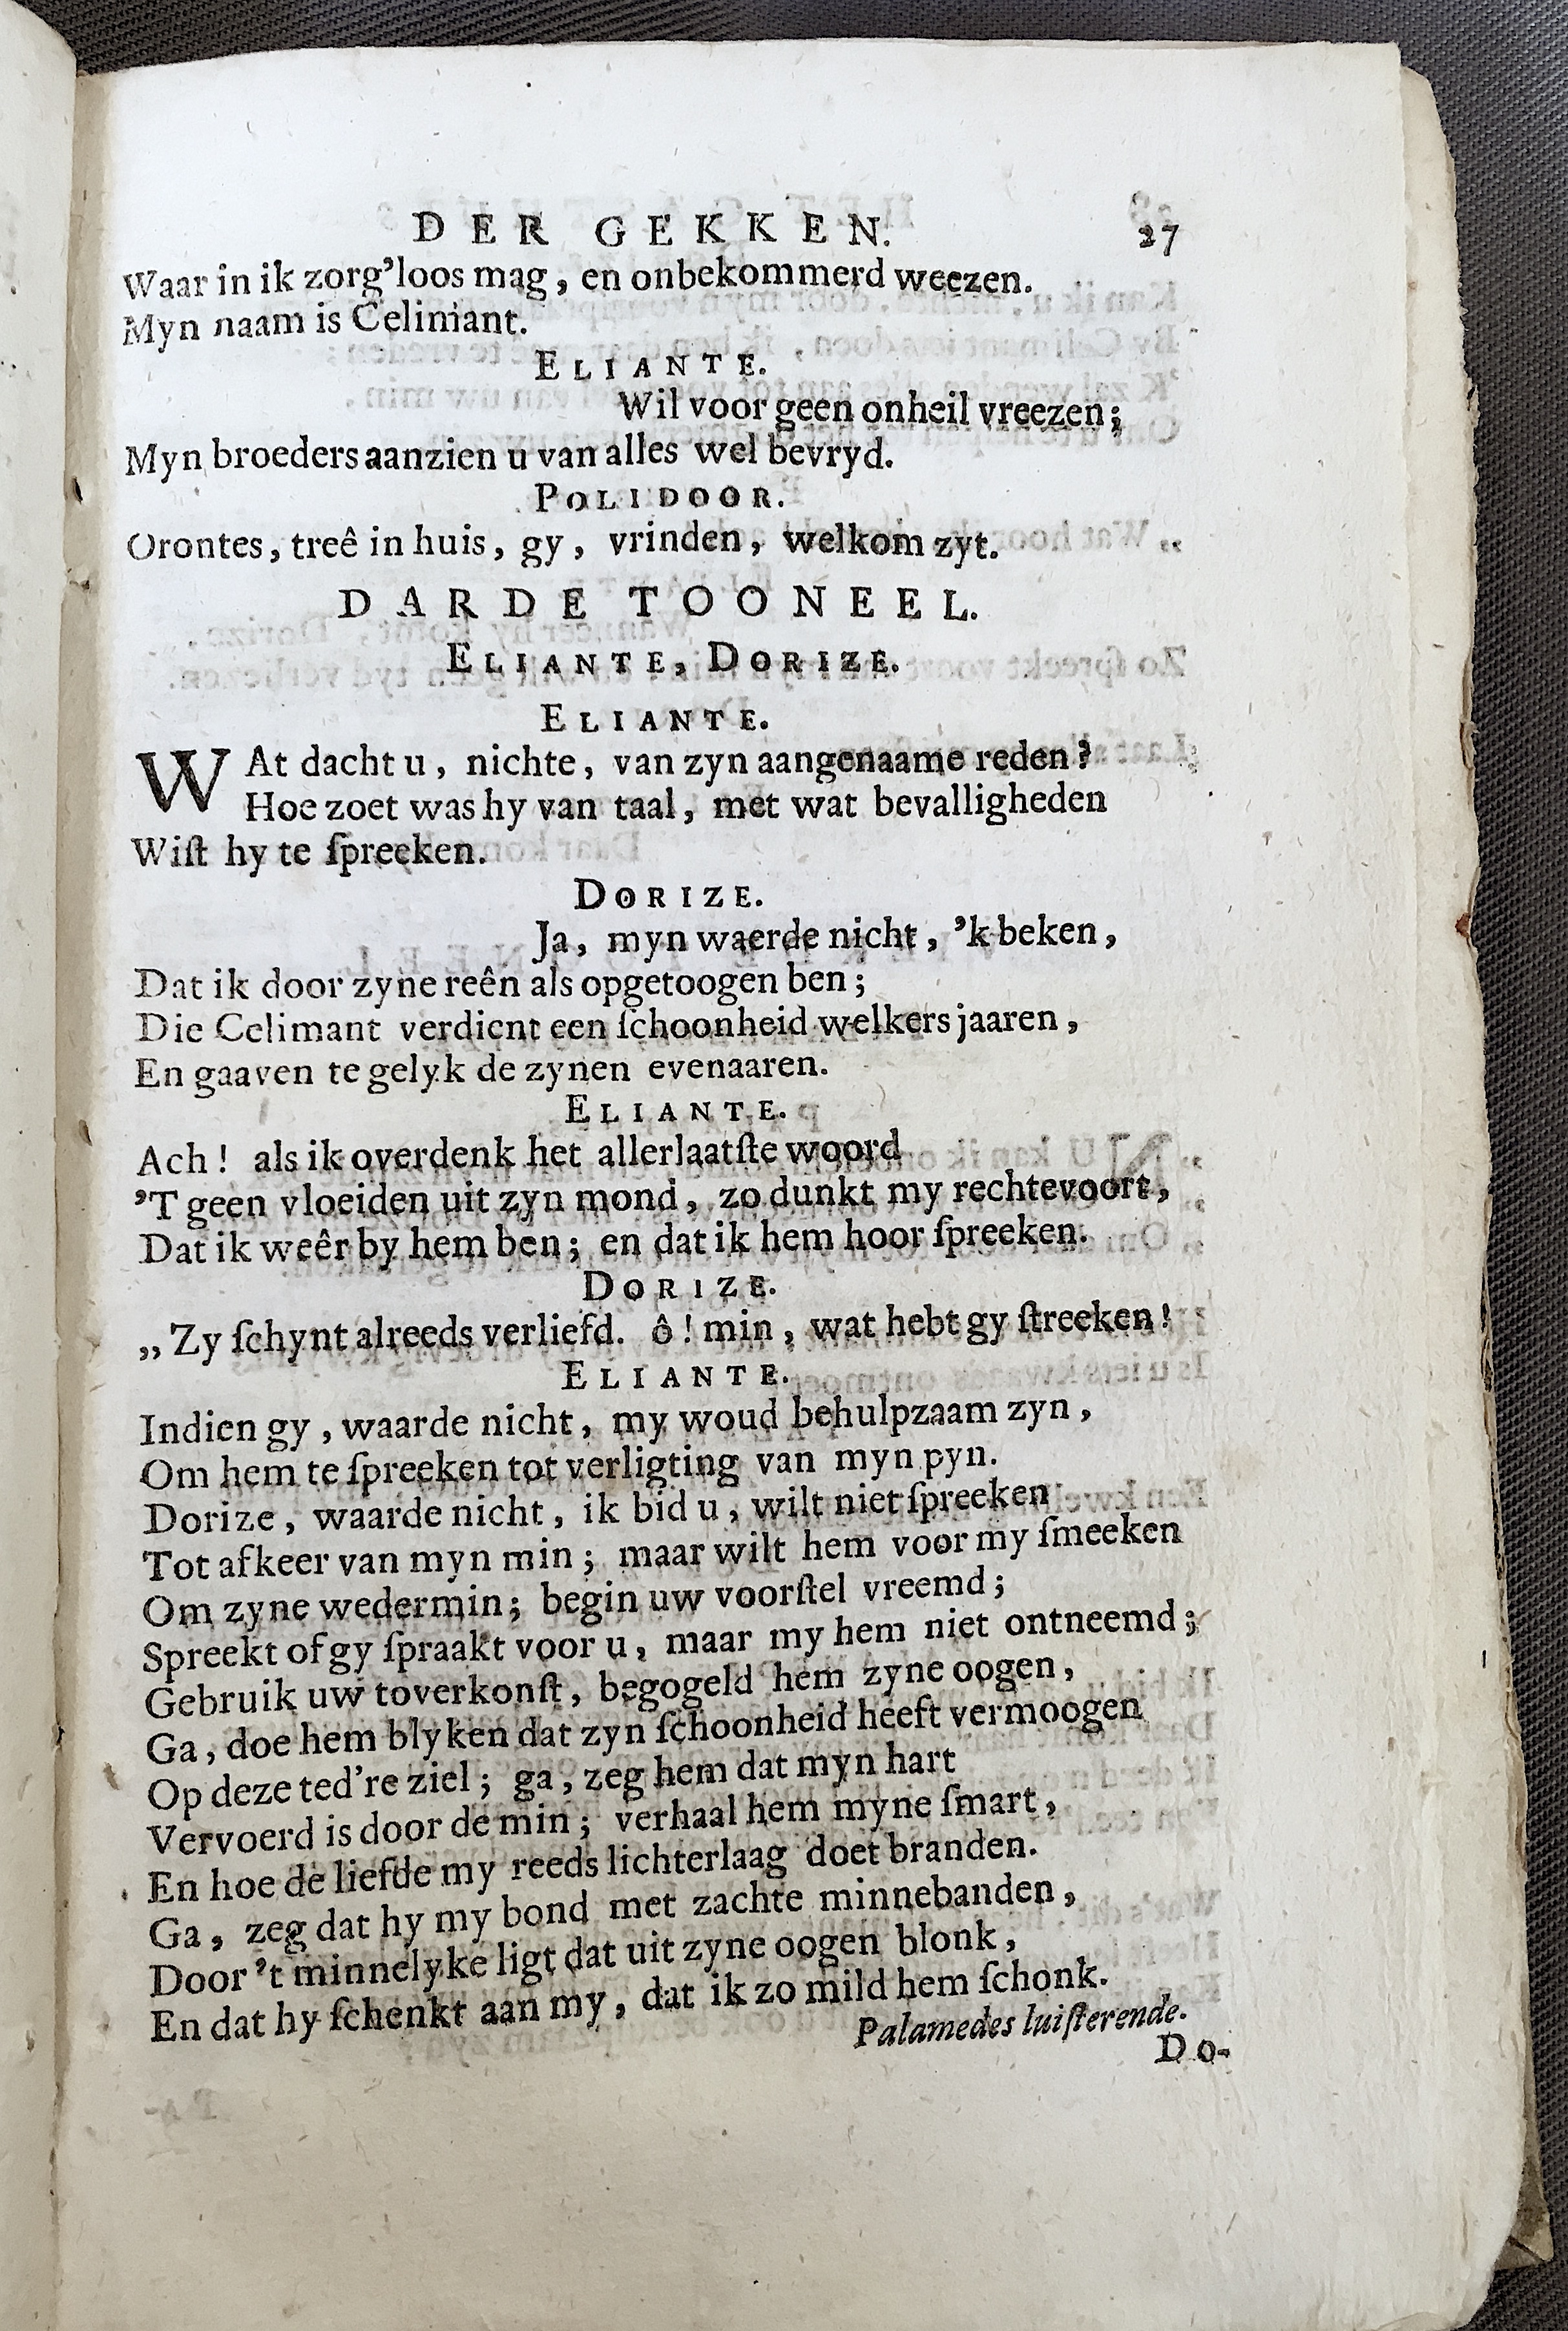 DER GEKKEN. 27
Waar in ik zorg'loos mag, en onbekommerd weezen.
Myn naam is Celimant.
ELIANTE.
Wil voor geen onheil vreezen;
Myn broeders aanzien u van alles wel bevryd.
POLIDOOR.
Orontes, treê in huis, gy, vrinden, welkom zyt.
DARDE TOONEEL.
ELIANTE, DORIZE.
ELIANTE.
WAt dacht u, nichte, van zyn aangenaame reden?
Hoe zoet was hy van taal, met wat bevalligheden
Wiſt hy te ſpreeken.
DORIZE.
Ja, myn waerde nicht, 'k beken,
Dat ik door zyne reên als opgetoogen ben;
Die Celimant verdient een ſchoonheid welkers jaaren,
En gaaven te gelyk de zynen evenaaren.
ELIANTE.
Ach! als ik overdenk het allerlaatſte woord
'T geen vloeiden uit zyn mond, zo dunkt my rechtevoort,
Dat ik weêr by hem ben; en dat ik hem hoor ſpreeken.
DORIZE.
„Zy ſchynt alreeds verliefd. ô! min, wat hebt gy ſtreeken!
ELIANTE.
Indien gy, waarde nicht, my woud behulpzaam zyn,
Om hem te ſpreeken tot verligting van myn pyn.
Dorize, waarde nicht, ik bid u, wilt niet ſpreeken
Tot afkeer van myn min; maar wilt hem voor my ſmeeken
Om zyne wedermin; begin uw voorſtel vreemd;
Spreekt of gy ſpraakt voor u, maar my hem niet ontneemd;
Gebruik uw toverkonſt, begogeld hem zyne oogen,
Ga, doe hem blyken dat zyn ſchoonheid heeft vermoogen
Op deze ted're ziel; ga, zeg hem dat myn hart
Vervoerd is door de min; verhaal hem myne ſmart,
En hoe de liefde my reeds lichterlaag doet branden.
Ga, zeg dat hy my bond met zachte minnebanden,
Door 't minnelyke ligt dat uit zyne oogen blonk,
En dat hy ſchenkt aan my, dat ik zo mild hem ſchonk.
Palamedes luiſterende.
DO-